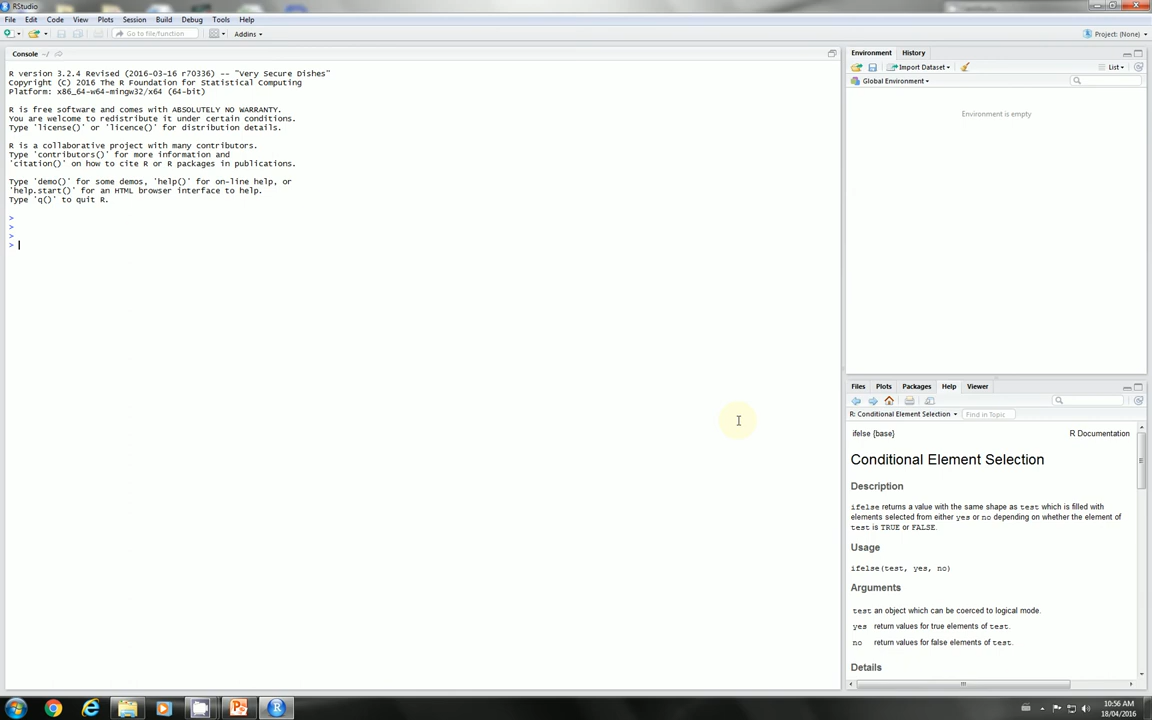 RStudio
File Edit Code View Plots Session Build Debug Tools Help
Go to file/function Addins Project: (None)
Console ~/
R version 3.2.4 Revised (2016-03-16 r70336) -- "Very Secure Dishes"
Copyright (C) 2016 The R Foundation for Statistical Computing
Platform: x86_64-w64-mingw32/x64 (64-bit)
R is free software and comes with ABSOLUTELY NO WARRANTY.
You are welcome to redistribute it under certain conditions.
Type 'license()' or 'licence()' for distribution details.
R is a collaborative project with many contributors.
Type 'contributors()' for more information and
'citation()' on how to cite R or R packages in publications.
Type 'demo()' for some demos, 'help()' for on-line help, or
'help.start()' for an HTML browser interface to help.
Type 'q()' to quit R.
>
>
>
>
Environment History
Import Dataset List
Global Environment
Environment is empty
Files Plots Packages Help Viewer
R: Conditional Element Selection Find in Topic
ifelse {base} R Documentation
Conditional Element Selection
Description
ifelse returns a value with the same shape as test which is filled with
elements selected from either yes or no depending on whether the element of
test is TRUE or FALSE.
Usage
ifelse(test, yes, no)
Arguments
test an object which can be coerced to logical mode.
yes return values for true elements of test.
no return values for false elements of test.
Details
10:56 AM
18/04/2016